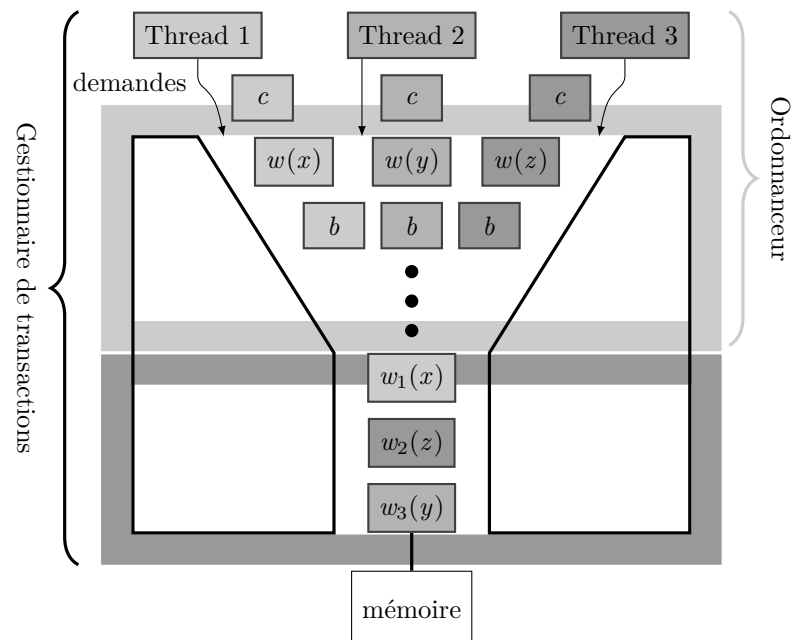 Thread 1 Thread 2 Thread 3
demandes
c c c
w(x) w(y) w(z)
b b b
w₁(x)
w₂(z)
w₃(y)
mémoire
Gestionnaire de transactions
Ordonnanceur